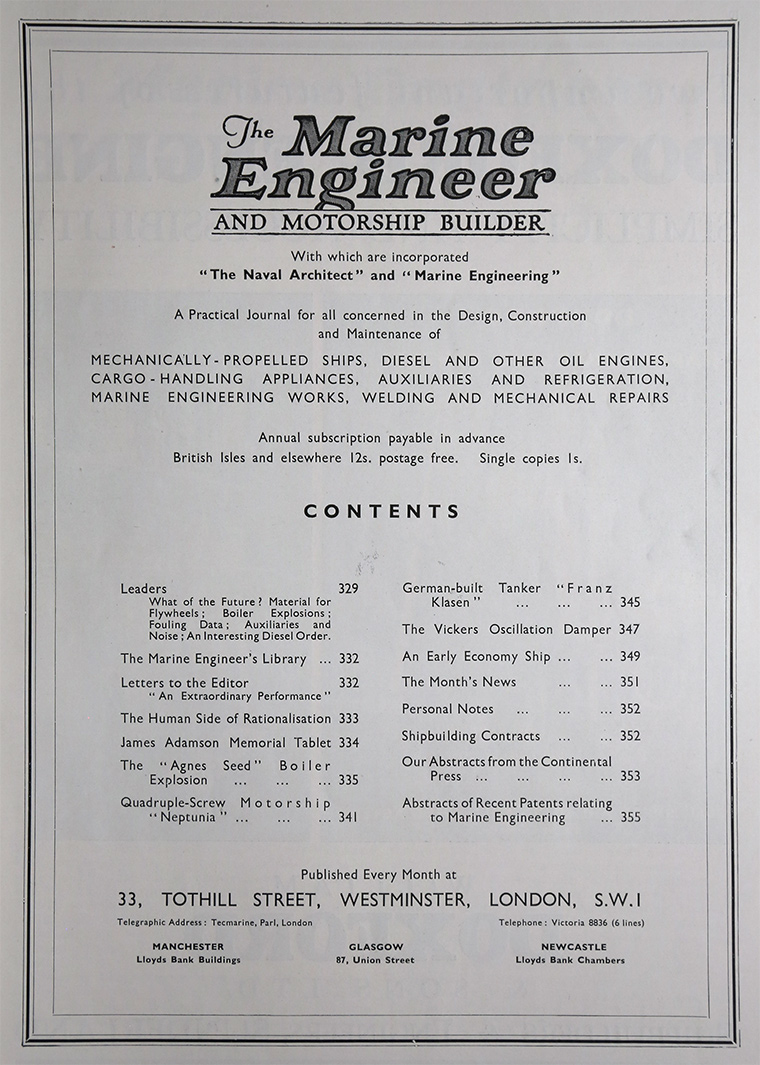 The Marine
Engineer
AND MOTORSHIP BUILDER
With which are incorporated
"The Naval Architect" and "Marine Engineering"
A Practical Journal for all concerned in the Design, Construction
and Maintenance of
MECHANICALLY-PROPELLED SHIPS, DIESEL AND OTHER OIL ENGINES,
CARGO-HANDLING APPLIANCES, AUXILIARIES AND REFRIGERATION,
MARINE ENGINEERING WORKS, WELDING AND MECHANICAL REPAIRS
Annual subscription payable in advance
British Isles and elsewhere 12s. postage free. Single copies 1s.
CONTENTS
Leaders 329
What of the Future? Material for
Flywheels; Boiler Explosions;
Fouling Data; Auxiliaries and
Noise; An Interesting Diesel Order.
The Marine Engineer's Library ... 332
Letters to the Editor 332
"An Extraordinary Performance"
The Human Side of Rationalisation 333
James Adamson Memorial Tablet 334
The "Agnes Seed" Boiler
Explosion ... ... ... 335
Quadruple-Screw Motorship
"Neptunia" ... ... ... 341
German-built Tanker "Franz
Klasen" ... ... ... 345
The Vickers Oscillation Damper 347
An Early Economy Ship ... ... 349
The Month's News ... ... 351
Personal Notes ... ... ... 352
Shipbuilding Contracts ... ... 352
Our Abstracts from the Continental
Press ... ... ... ... 353
Abstracts of Recent Patents relating
to Marine Engineering ... 355
Published Every Month at
33, TOTHILL STREET, WESTMINSTER, LONDON, S.W.1
Telegraphic Address: Tecmarine, Parl, London Telephone: Victoria 8836 (6 lines)
MANCHESTER GLASGOW NEWCASTLE
Lloyds Bank Buildings 87, Union Street Lloyds Bank Chambers